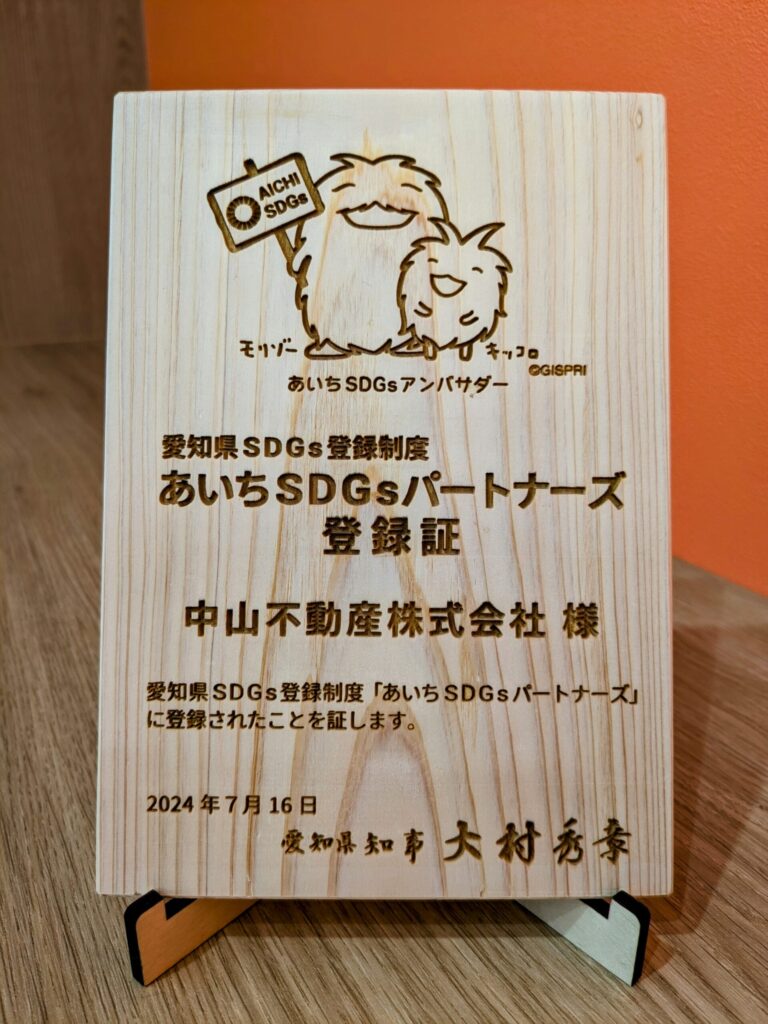 AICHI
SDGs
モリゾー キッコロ
©GISPRI
あいちSDGsアンバサダー
愛知県SDGs登録制度
あいちSDGsパートナーズ
登録証
中山不動産株式会社 様
愛知県SDGs登録制度「あいちSDGsパートナーズ」
に登録されたことを証します。
2024年7月16日
愛知県知事 大村秀章